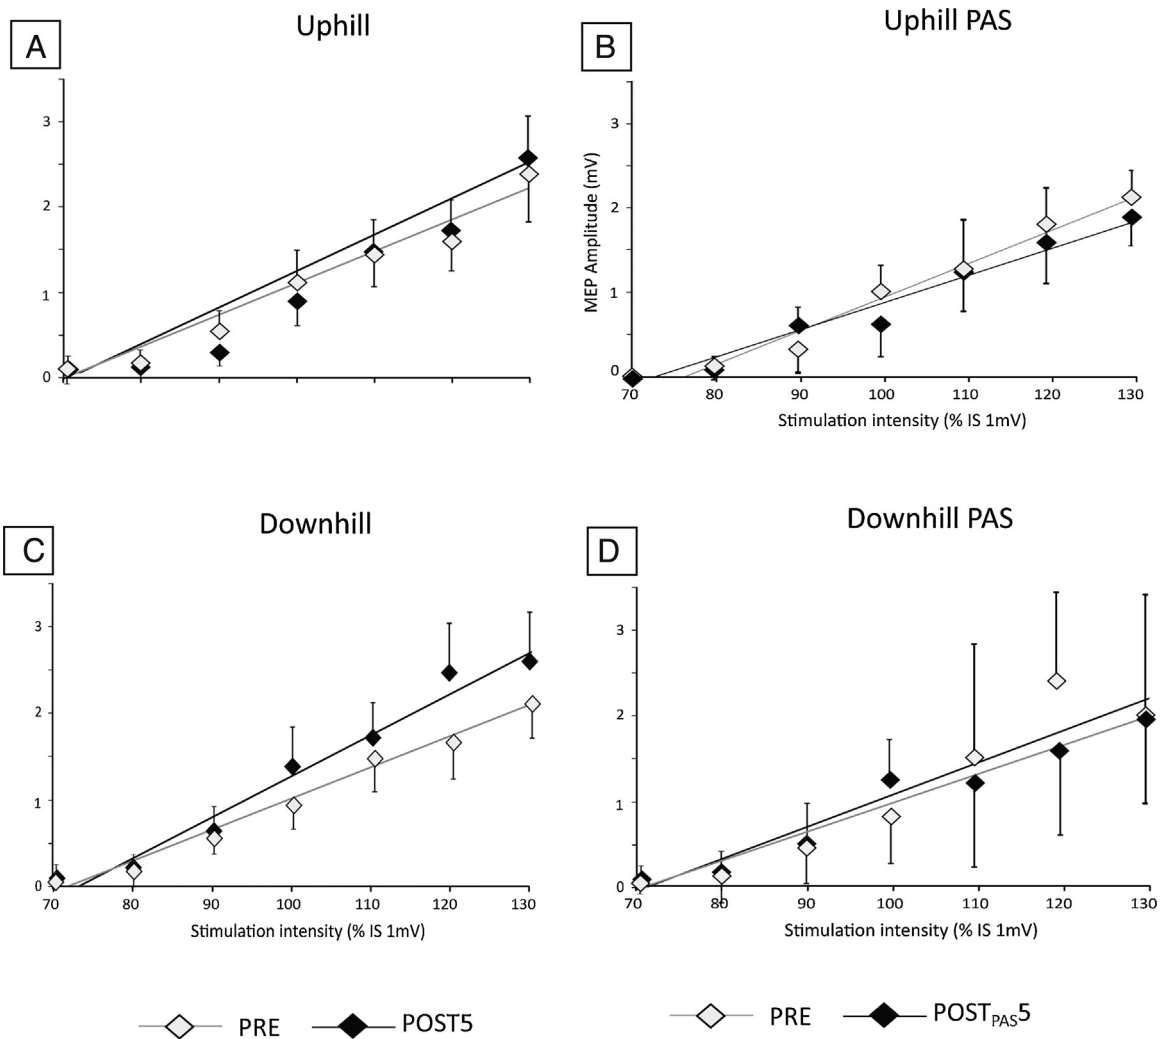 A
Uphill
3
2
1
0
B
Uphill PAS
MEP Amplitude (mV)
3
2
1
0
70 80 90 100 110 120 130
Stimulation intensity (% IS 1mV)
C
Downhill
3
2
1
0
70 80 90 100 110 120 130
Stimulation intensity (% IS 1mV)
D
Downhill PAS
3
2
1
0
70 80 90 100 110 120 130
Stimulation intensity (% IS 1mV)
PRE POST5
PRE POSTPAS5